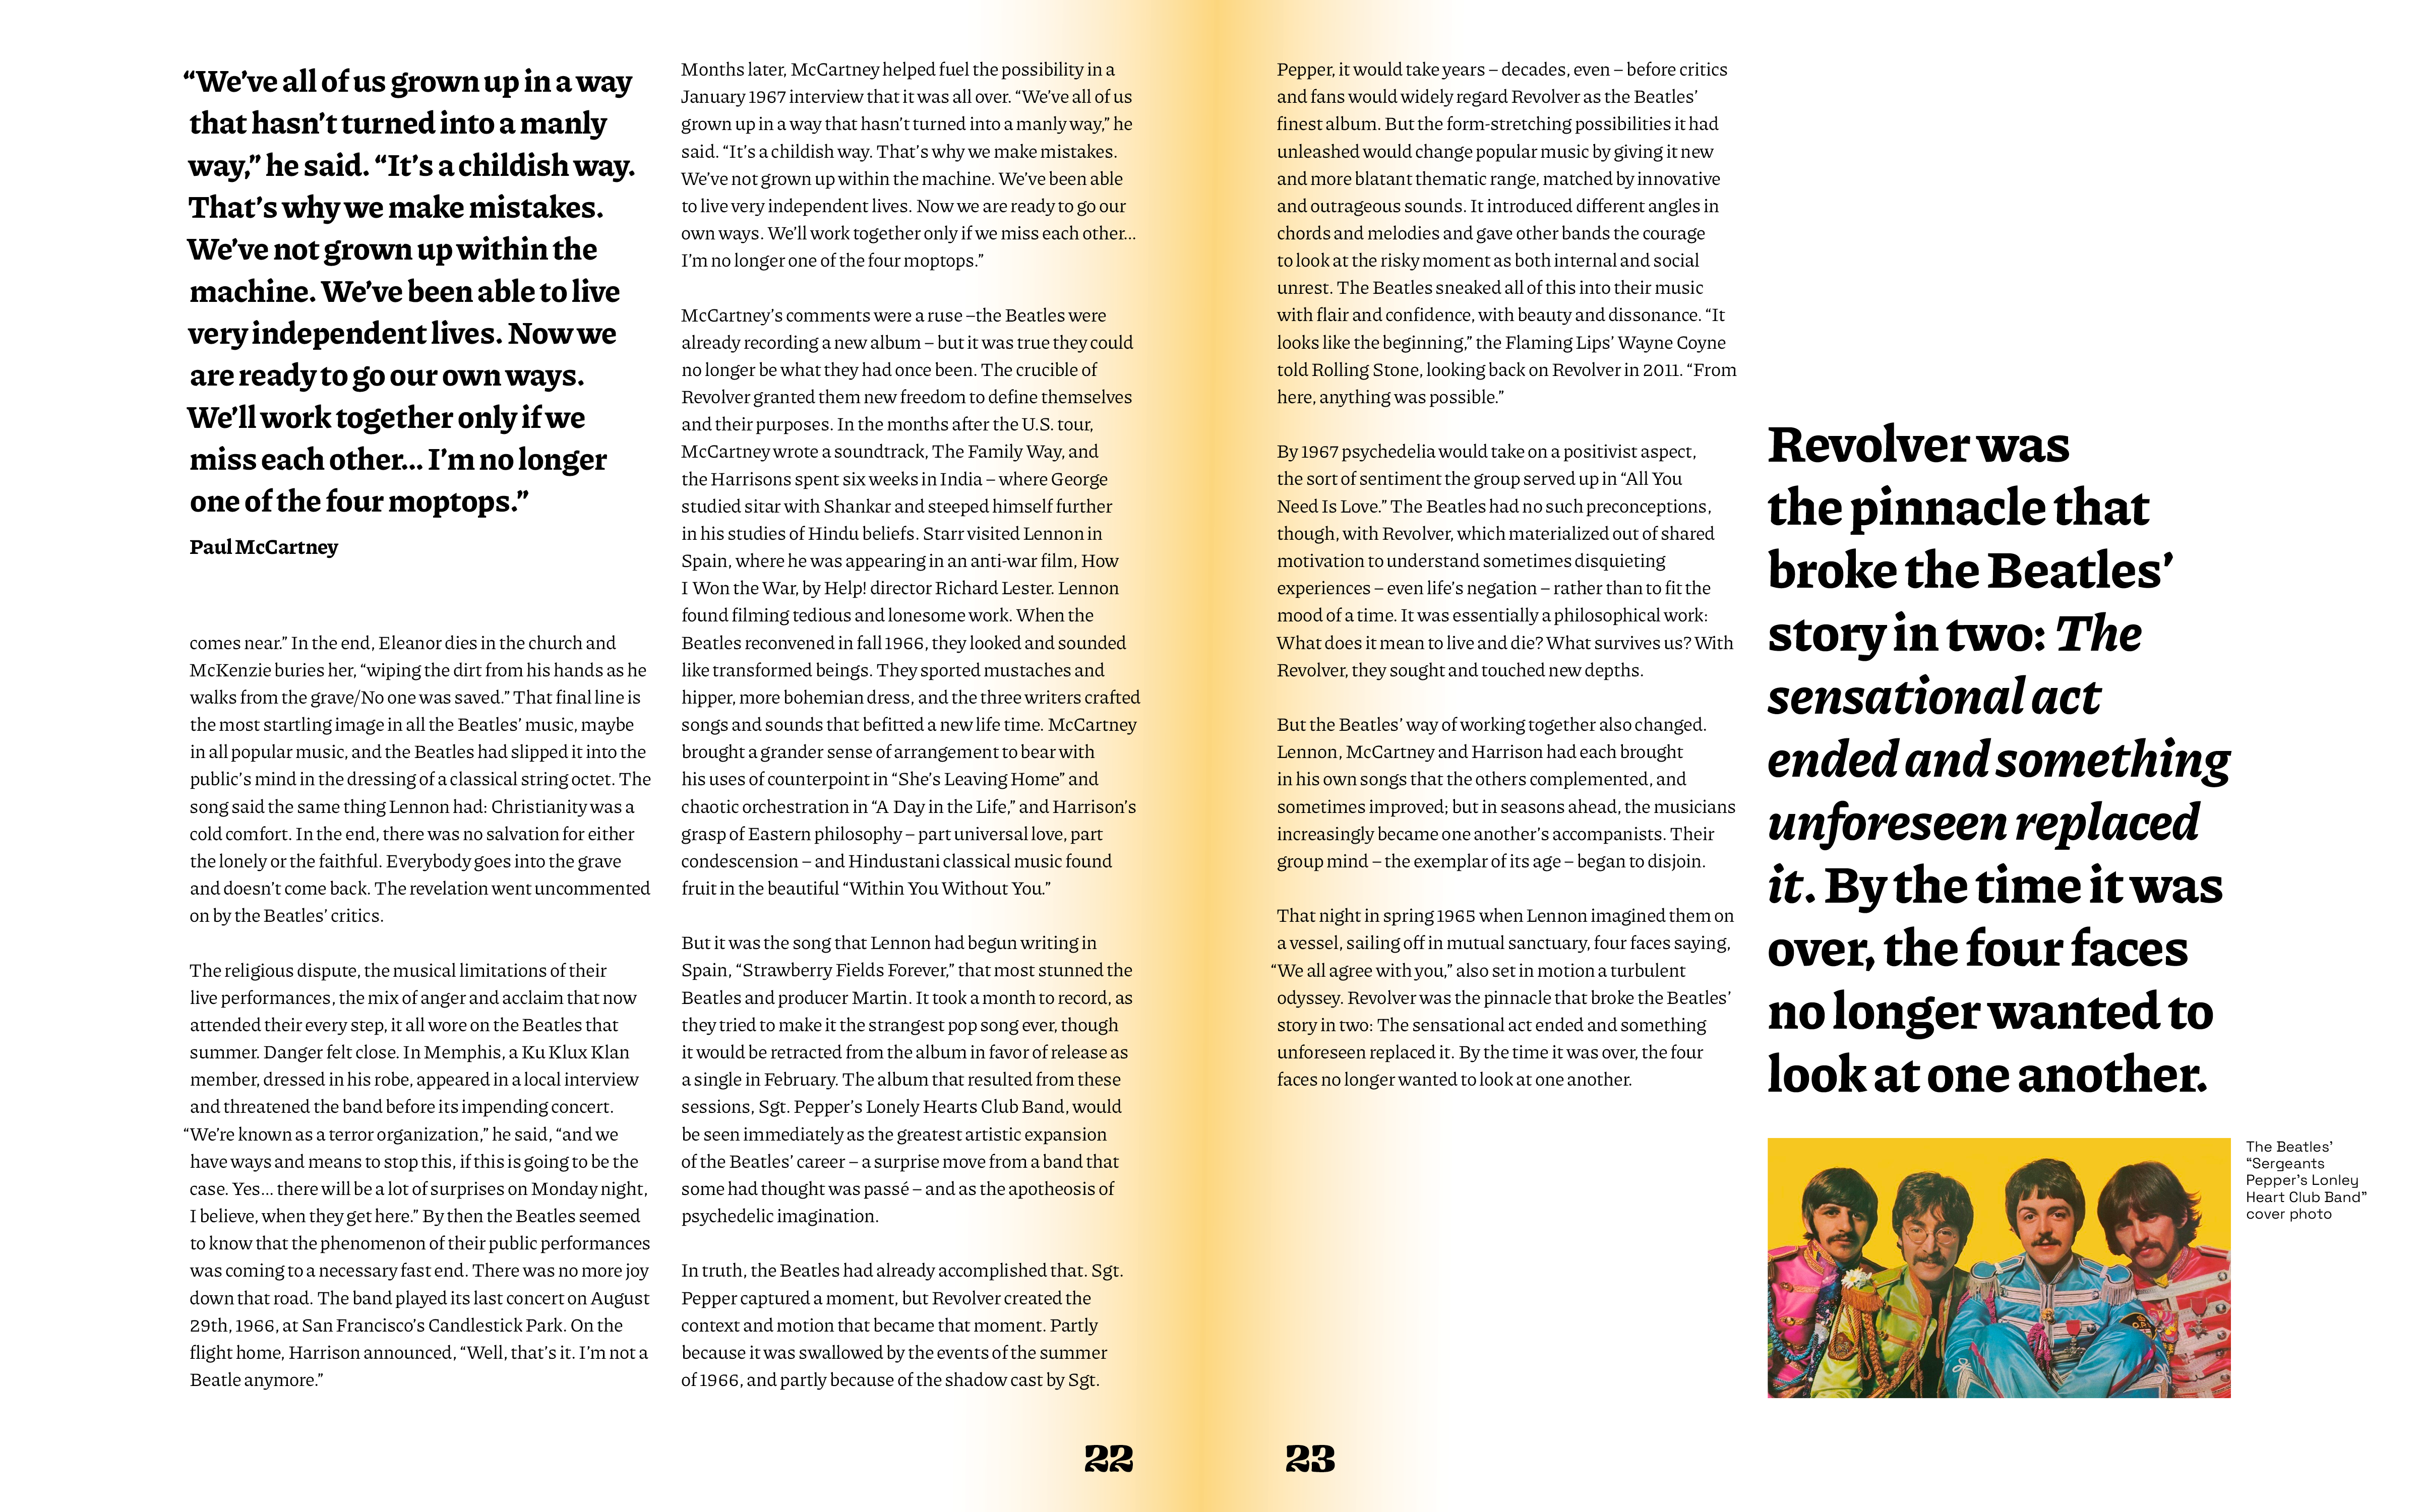 “We’ve all of us grown up in a way
that hasn’t turned into a manly
way,” he said. “It’s a childish way.
That’s why we make mistakes.
We’ve not grown up within the
machine. We’ve been able to live
very independent lives. Now we
are ready to go our own ways.
We’ll work together only if we
miss each other... I’m no longer
one of the four moptops.”
Paul McCartney
comes near.” In the end, Eleanor dies in the church and
McKenzie buries her, “wiping the dirt from his hands as he
walks from the grave/No one was saved.” That final line is
the most startling image in all the Beatles’ music, maybe
in all popular music, and the Beatles had slipped it into the
public’s mind in the dressing of a classical string octet. The
song said the same thing Lennon had: Christianity was a
cold comfort. In the end, there was no salvation for either
the lonely or the faithful. Everybody goes into the grave
and doesn’t come back. The revelation went uncommented
on by the Beatles’ critics.
The religious dispute, the musical limitations of their
live performances, the mix of anger and acclaim that now
attended their every step, it all wore on the Beatles that
summer. Danger felt close. In Memphis, a Ku Klux Klan
member, dressed in his robe, appeared in a local interview
and threatened the band before its impending concert.
“We’re known as a terror organization,” he said, “and we
have ways and means to stop this, if this is going to be the
case. Yes... there will be a lot of surprises on Monday night,
I believe, when they get here.” By then the Beatles seemed
to know that the phenomenon of their public performances
was coming to a necessary fast end. There was no more joy
down that road. The band played its last concert on August
29th, 1966, at San Francisco’s Candlestick Park. On the
flight home, Harrison announced, “Well, that’s it. I’m not a
Beatle anymore.”
Months later, McCartney helped fuel the possibility in a
January 1967 interview that it was all over. “We’ve all of us
grown up in a way that hasn’t turned into a manly way,” he
said. “It’s a childish way. That’s why we make mistakes.
We’ve not grown up within the machine. We’ve been able
to live very independent lives. Now we are ready to go our
own ways. We’ll work together only if we miss each other...
I’m no longer one of the four moptops.”
McCartney’s comments were a ruse –the Beatles were
already recording a new album – but it was true they could
no longer be what they had once been. The crucible of
Revolver granted them new freedom to define themselves
and their purposes. In the months after the U.S. tour,
McCartney wrote a soundtrack, The Family Way, and
the Harrisons spent six weeks in India – where George
studied sitar with Shankar and steeped himself further
in his studies of Hindu beliefs. Starr visited Lennon in
Spain, where he was appearing in an anti-war film, How
I Won the War, by Help! director Richard Lester. Lennon
found filming tedious and lonesome work. When the
Beatles reconvened in fall 1966, they looked and sounded
like transformed beings. They sported mustaches and
hipper, more bohemian dress, and the three writers crafted
songs and sounds that befitted a new life time. McCartney
brought a grander sense of arrangement to bear with
his uses of counterpoint in “She’s Leaving Home” and
chaotic orchestration in “A Day in the Life,” and Harrison’s
grasp of Eastern philosophy – part universal love, part
condescension – and Hindustani classical music found
fruit in the beautiful “Within You Without You.”
But it was the song that Lennon had begun writing in
Spain, “Strawberry Fields Forever,” that most stunned the
Beatles and producer Martin. It took a month to record, as
they tried to make it the strangest pop song ever, though
it would be retracted from the album in favor of release as
a single in February. The album that resulted from these
sessions, Sgt. Pepper’s Lonely Hearts Club Band, would
be seen immediately as the greatest artistic expansion
of the Beatles’ career – a surprise move from a band that
some had thought was passé – and as the apotheosis of
psychedelic imagination.
In truth, the Beatles had already accomplished that. Sgt.
Pepper captured a moment, but Revolver created the
context and motion that became that moment. Partly
because it was swallowed by the events of the summer
of 1966, and partly because of the shadow cast by Sgt.
22
Pepper, it would take years – decades, even – before critics
and fans would widely regard Revolver as the Beatles’
finest album. But the form-stretching possibilities it had
unleashed would change popular music by giving it new
and more blatant thematic range, matched by innovative
and outrageous sounds. It introduced different angles in
chords and melodies and gave other bands the courage
to look at the risky moment as both internal and social
unrest. The Beatles sneaked all of this into their music
with flair and confidence, with beauty and dissonance. “It
looks like the beginning,” the Flaming Lips’ Wayne Coyne
told Rolling Stone, looking back on Revolver in 2011. “From
here, anything was possible.”
By 1967 psychedelia would take on a positivist aspect,
the sort of sentiment the group served up in “All You
Need Is Love.” The Beatles had no such preconceptions,
though, with Revolver, which materialized out of shared
motivation to understand sometimes disquieting
experiences – even life’s negation – rather than to fit the
mood of a time. It was essentially a philosophical work:
What does it mean to live and die? What survives us? With
Revolver, they sought and touched new depths.
But the Beatles’ way of working together also changed.
Lennon, McCartney and Harrison had each brought
in his own songs that the others complemented, and
sometimes improved; but in seasons ahead, the musicians
increasingly became one another’s accompanists. Their
group mind – the exemplar of its age – began to disjoin.
That night in spring 1965 when Lennon imagined them on
a vessel, sailing off in mutual sanctuary, four faces saying,
“We all agree with you,” also set in motion a turbulent
odyssey. Revolver was the pinnacle that broke the Beatles’
story in two: The sensational act ended and something
unforeseen replaced it. By the time it was over, the four
faces no longer wanted to look at one another.
Revolver was
the pinnacle that
broke the Beatles’
story in two: The
sensational act
ended and something
unforeseen replaced
it. By the time it was
over, the four faces
no longer wanted to
look at one another.
The Beatles’
“Sergeants
Pepper’s Lonley
Heart Club Band”
cover photo
23